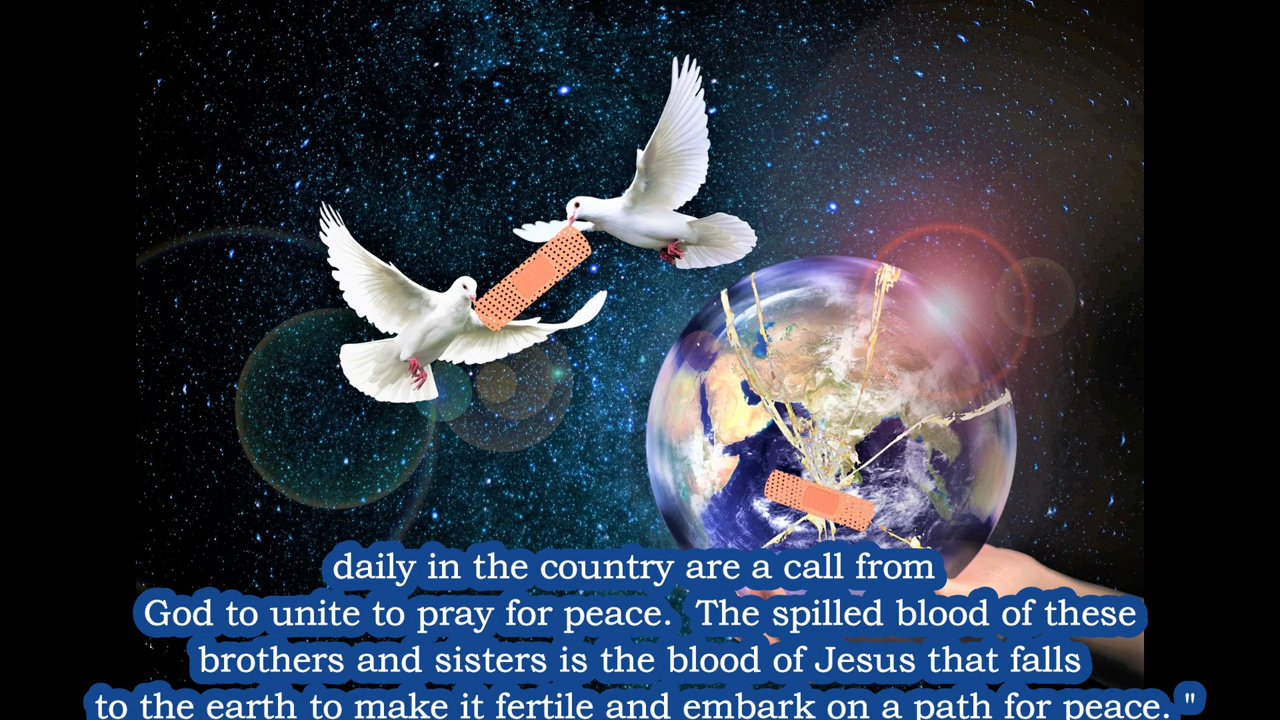 daily in the country are a call from
God to unite to pray for peace.  The spilled blood of these
brothers and sisters is the blood of Jesus that falls
to the earth to make it fertile and embark on a path for peace. "